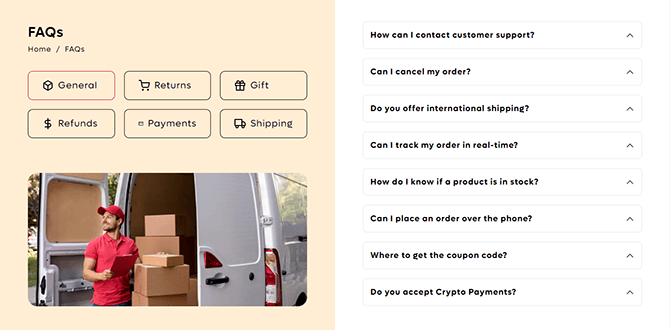 FAQs
Home / FAQs
General
Returns
Gift
Refunds
Payments
Shipping
How can I contact customer support?
Can I cancel my order?
Do you offer international shipping?
Can I track my order in real-time?
How do I know if a product is in stock?
Can I place an order over the phone?
Where to get the coupon code?
Do you accept Crypto Payments?